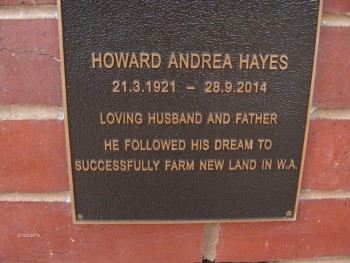 HOWARD ANDREA HAYES
21.3.1921 – 28.9.2014
LOVING HUSBAND AND FATHER
HE FOLLOWED HIS DREAM TO
SUCCESSFULLY FARM NEW LAND IN W.A.